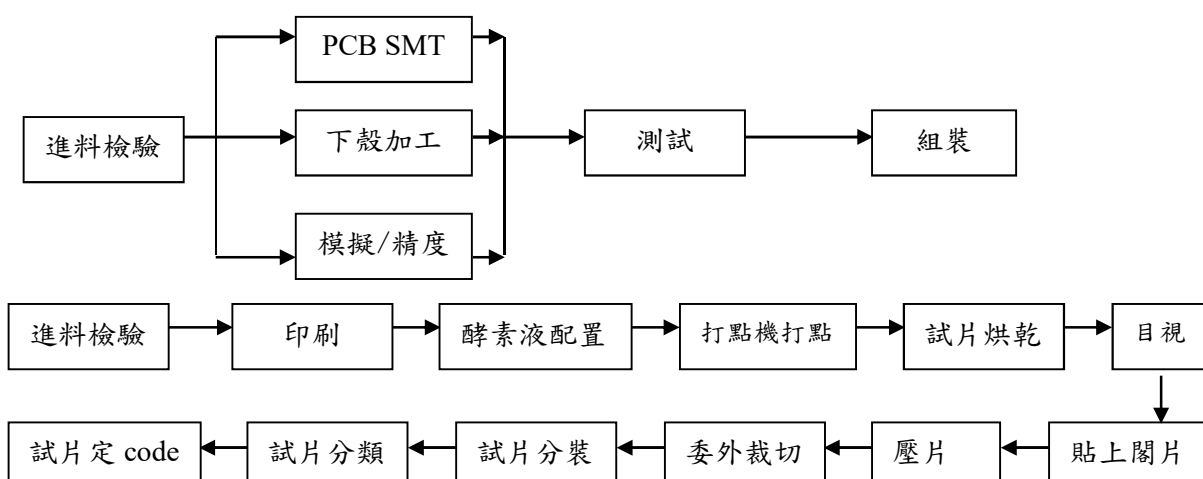 PCB SMT
進料檢驗
下殼加工
模擬/精度
測試
組裝
進料檢驗
印刷
酵素液配置
打點機打點
試片烘乾
目視
貼上閣片
壓片
委外裁切
試片分裝
試片分類
試片定 code